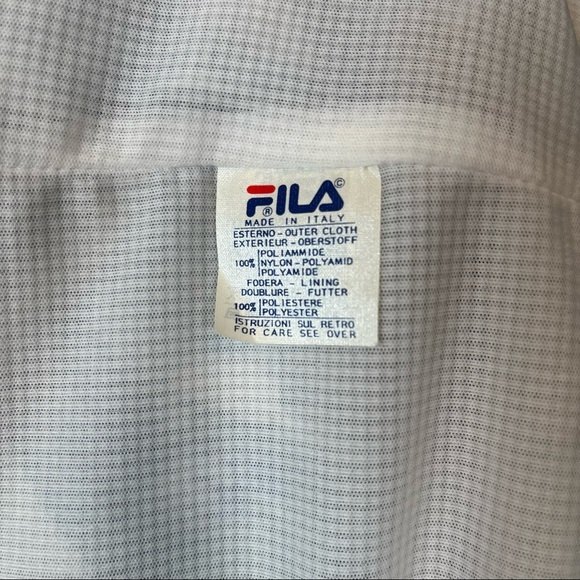 FILA ©
®
MADE IN ITALY
ESTERNO-OUTER CLOTH
EXTERIEUR-OBERSTOFF
100% POLIAMMIDE
NYLON-POLYAMID
POLYAMIDE
FODERA - LINING
DOUBLURE - FUTTER
100% POLIESTERE
POLYESTER
ISTRUZIONI SUL RETRO
FOR CARE SEE OVER